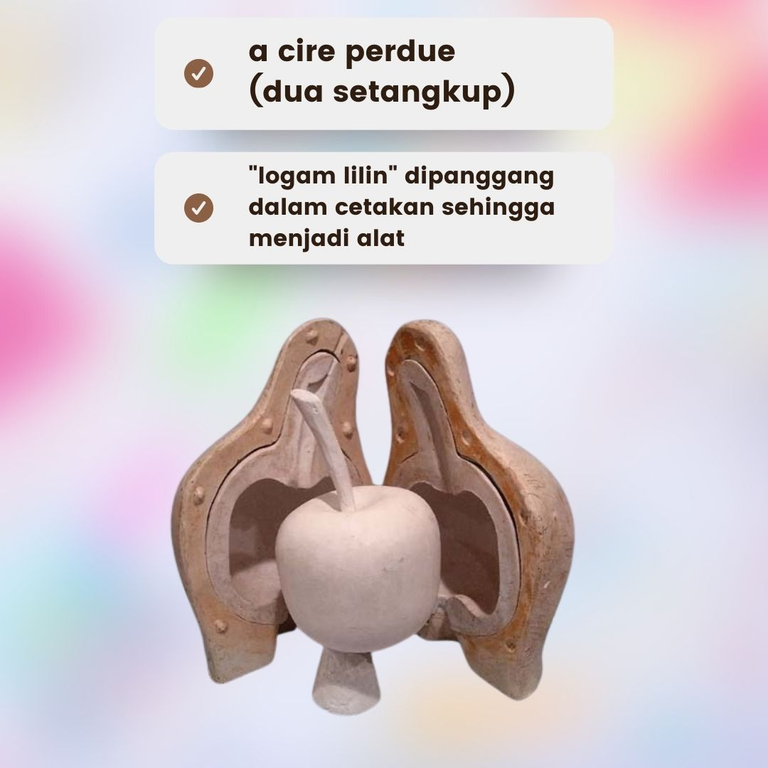 a cire perdue
(dua setangkup)
"logam lilin" dipanggang
dalam cetakan sehingga
menjadi alat